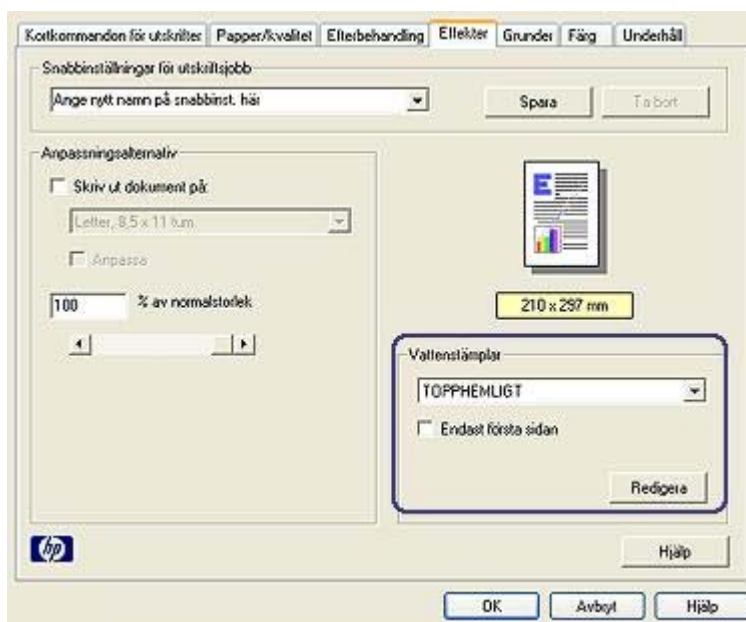 Kortkommandon för utskrifter Papper/kvalitet Efterbehandling Effekter Grunder Färg Underhåll
Snabbinställningar för utskriftsjobb
Ange nytt namn på snabbinst. här
Spara
Ta bort
Anpassningsalternativ
Skriv ut dokument på:
Letter, 8,5 x 11 tum
Anpassa
100 % av normalstorlek
E
210 x 297 mm
Vattenstämplar
TOPPHEMLIGT
Endast första sidan
Redigera
hp
Hjälp
OK Avbryt Hjälp